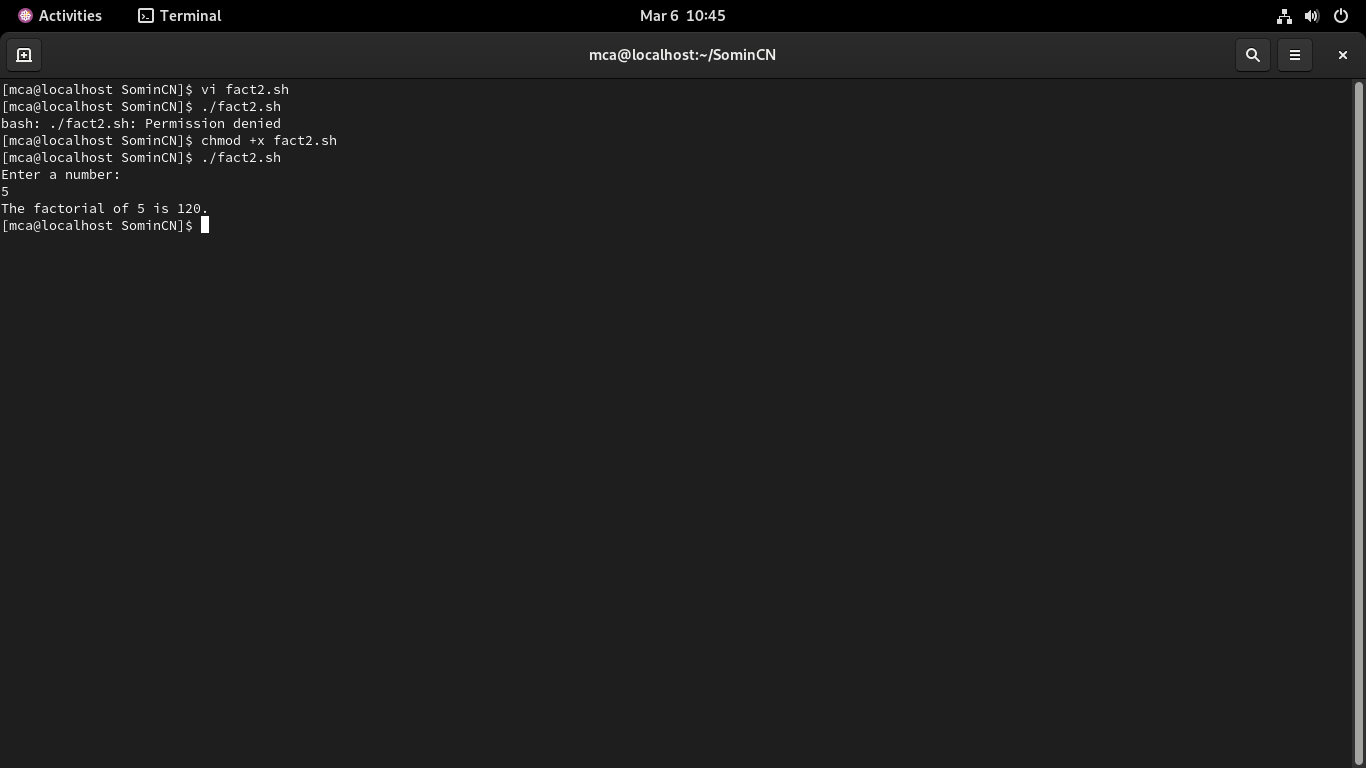 Activities
Terminal
Mar 6 10:45
mca@localhost:~/SominCN
[mca@localhost SominCN]$ vi fact2.sh
[mca@localhost SominCN]$ ./fact2.sh
bash: ./fact2.sh: Permission denied
[mca@localhost SominCN]$ chmod +x fact2.sh
[mca@localhost SominCN]$ ./fact2.sh
Enter a number:
5
The factorial of 5 is 120.
[mca@localhost SominCN]$